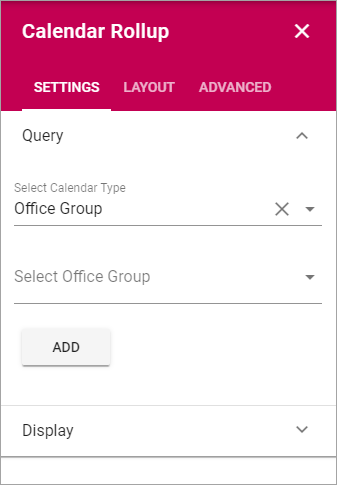 Calendar Rollup
SETTINGS LAYOUT ADVANCED
Query
Select Calendar Type
Office Group
Select Office Group
ADD
Display